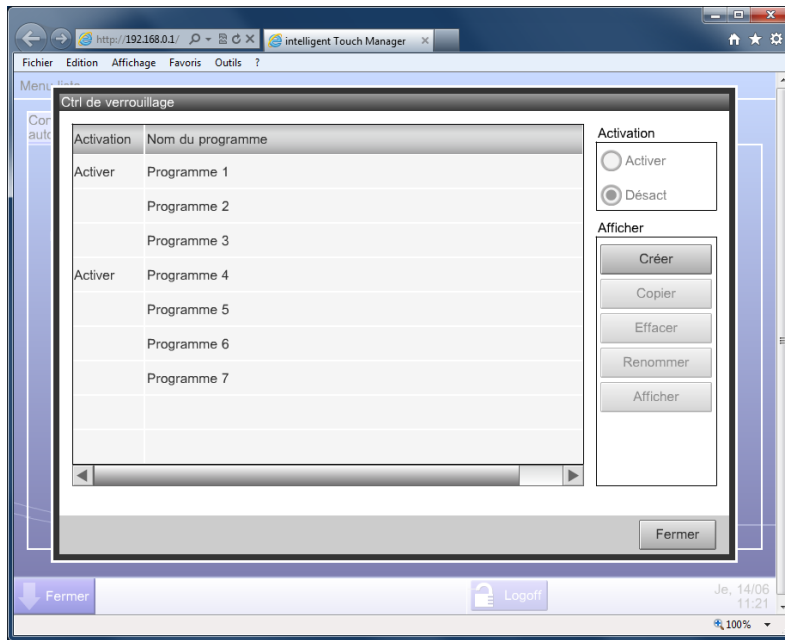 http://192.168.0.1/
intelligent Touch Manager
Fichier Edition Affichage Favoris Outils ?
Menu liste
Ctrl de verrouillage
Activation Nom du programme
Activer Programme 1
Programme 2
Programme 3
Activer Programme 4
Programme 5
Programme 6
Programme 7
Activation
Activer
Désact
Afficher
Créer
Copier
Effacer
Renommer
Afficher
Fermer
Fermer
Logoff
Je, 14/06
11:21
100%